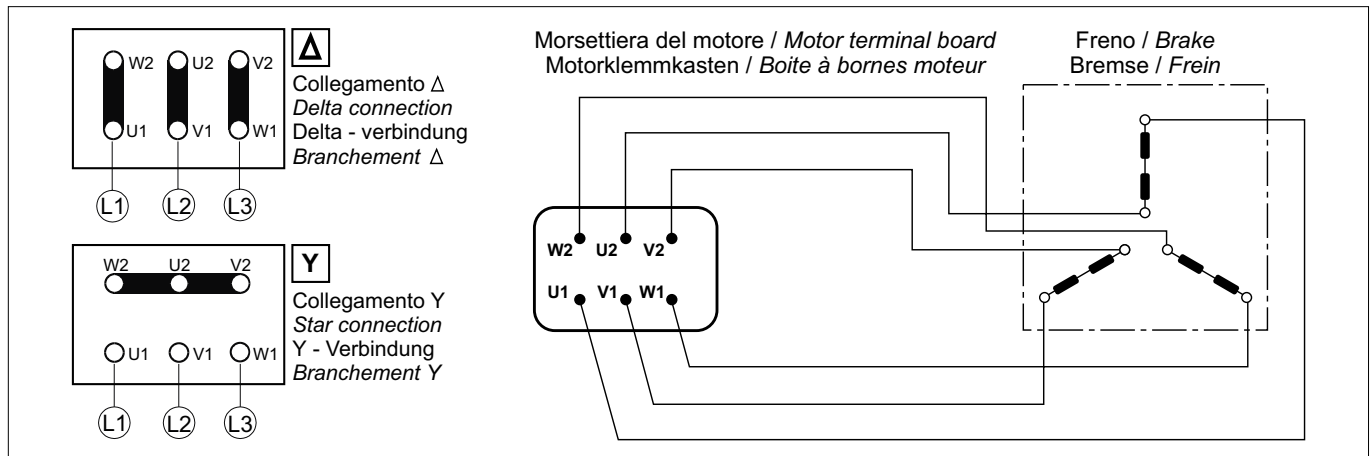 W2 U2 V2
U1 V1 W1
L1 L2 L3
Δ
Collegamento Δ
Delta connection
Delta - verbindung
Branchement Δ
W2 U2 V2
U1 V1 W1
L1 L2 L3
Y
Collegamento Y
Star connection
Y - Verbindung
Branchement Y
Morsettiera del motore / Motor terminal board
Motorklemmkasten / Boite à bornes moteur
W2 U2 V2
U1 V1 W1
Freno / Brake
Bremse / Frein